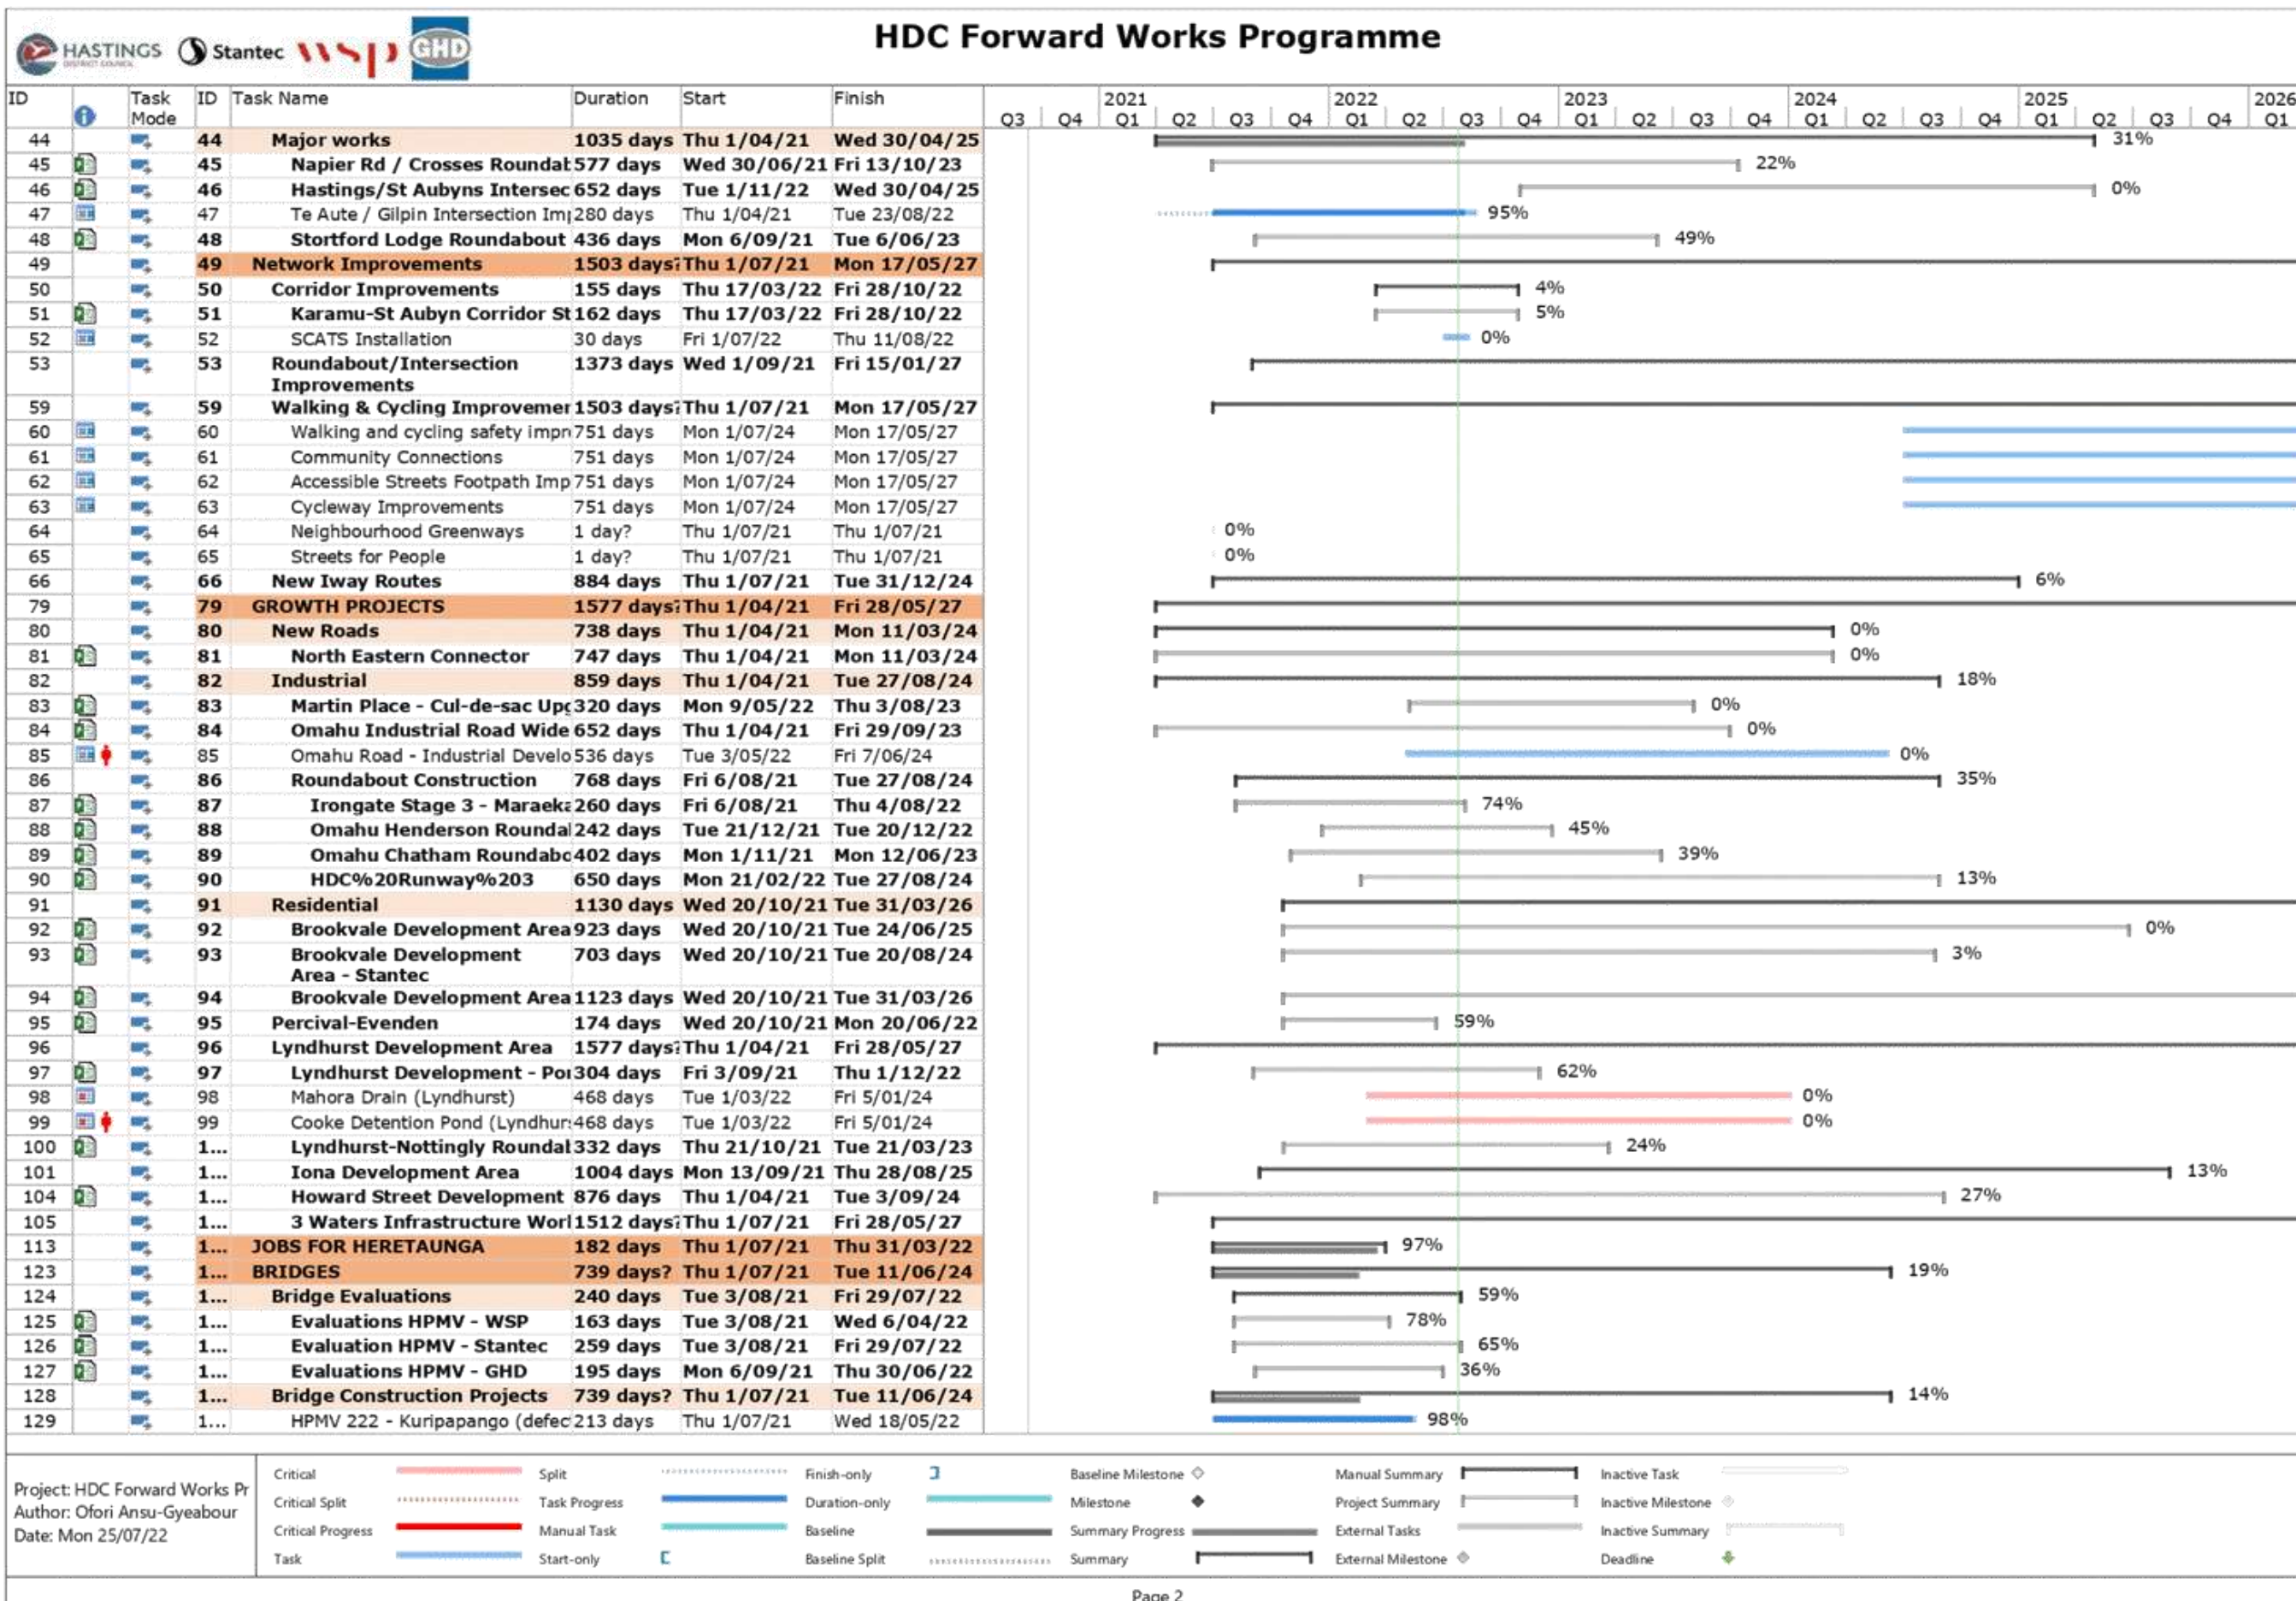 HASTINGS
DISTRICT COUNCIL
Stantec
wsp
GHD
HDC Forward Works Programme
ID Task Mode ID Task Name Duration Start Finish
2021 2022 2023 2024 2025 2026
Q3 Q4 Q1 Q2 Q3 Q4 Q1 Q2 Q3 Q4 Q1 Q2 Q3 Q4 Q1 Q2 Q3 Q4 Q1 Q2 Q3 Q4 Q1
44 44 Major works 1035 days Thu 1/04/21 Wed 30/04/25 31%
45 45 Napier Rd / Crosses Roundab 577 days Wed 30/06/21 Fri 13/10/23 22%
46 46 Hastings/St Aubyns Intersec 652 days Tue 1/11/22 Wed 30/04/25 0%
47 47 Te Aute / Gilpin Intersection Im 280 days Thu 1/04/21 Tue 23/08/22 95%
48 48 Stortford Lodge Roundabout 436 days Mon 6/09/21 Tue 6/06/23 49%
49 49 Network Improvements 1503 days? Thu 1/07/21 Mon 17/05/27
50 50 Corridor Improvements 155 days Thu 17/03/22 Fri 28/10/22 4%
51 51 Karamu-St Aubyn Corridor St 162 days Thu 17/03/22 Fri 28/10/22 5%
52 52 SCATS Installation 30 days Fri 1/07/22 Thu 11/08/22 0%
53 53 Roundabout/Intersection 1373 days Wed 1/09/21 Fri 15/01/27
Improvements
59 59 Walking & Cycling Improvemen 1503 days? Thu 1/07/21 Mon 17/05/27
60 60 Walking and cycling safety impr 751 days Mon 1/07/24 Mon 17/05/27
61 61 Community Connections 751 days Mon 1/07/24 Mon 17/05/27
62 62 Accessible Streets Footpath Imp 751 days Mon 1/07/24 Mon 17/05/27
63 63 Cycleway Improvements 751 days Mon 1/07/24 Mon 17/05/27
64 64 Neighbourhood Greenways 1 day? Thu 1/07/21 Thu 1/07/21 0%
65 65 Streets for People 1 day? Thu 1/07/21 Thu 1/07/21 0%
66 66 New Iway Routes 884 days Thu 1/07/21 Tue 31/12/24 6%
79 79 GROWTH PROJECTS 1577 days? Thu 1/04/21 Fri 28/05/27
80 80 New Roads 738 days Thu 1/04/21 Mon 11/03/24 0%
81 81 North Eastern Connector 747 days Thu 1/04/21 Mon 11/03/24 0%
82 82 Industrial 859 days Thu 1/04/21 Tue 27/08/24 18%
83 83 Martin Place - Cul-de-sac Upg 320 days Mon 9/05/22 Thu 3/08/23 0%
84 84 Omahu Industrial Road Wide 652 days Thu 1/04/21 Fri 29/09/23 0%
85 85 Omahu Road - Industrial Develo 536 days Tue 3/05/22 Fri 7/06/24 0%
86 86 Roundabout Construction 768 days Fri 6/08/21 Tue 27/08/24 35%
87 87 Irongate Stage 3 - Maraeka 260 days Fri 6/08/21 Thu 4/08/22 74%
88 88 Omahu Henderson Rounda 242 days Tue 21/12/21 Tue 20/12/22 45%
89 89 Omahu Chatham Roundabo 402 days Mon 1/11/21 Mon 12/06/23 39%
90 90 HDC%20Runway%203 650 days Mon 21/02/22 Tue 27/08/24 13%
91 91 Residential 1130 days Wed 20/10/21 Tue 31/03/26
92 92 Brookvale Development Area 923 days Wed 20/10/21 Tue 24/06/25 0%
93 93 Brookvale Development 703 days Wed 20/10/21 Tue 20/08/24 3%
Area - Stantec
94 94 Brookvale Development Area 1123 days Wed 20/10/21 Tue 31/03/26
95 95 Percival-Evenden 174 days Wed 20/10/21 Mon 20/06/22 59%
96 96 Lyndhurst Development Area 1577 days? Thu 1/04/21 Fri 28/05/27
97 97 Lyndhurst Development - Po 304 days Fri 3/09/21 Thu 1/12/22 62%
98 98 Mahora Drain (Lyndhurst) 468 days Tue 1/03/22 Fri 5/01/24 0%
99 99 Cooke Detention Pond (Lyndhur 468 days Tue 1/03/22 Fri 5/01/24 0%
100 1... Lyndhurst-Nottingly Roundab 332 days Thu 21/10/21 Tue 21/03/23 24%
101 1... Iona Development Area 1004 days Mon 13/09/21 Thu 28/08/25 13%
104 1... Howard Street Development 876 days Thu 1/04/21 Tue 3/09/24 27%
105 1... 3 Waters Infrastructure Wor 1512 days? Thu 1/07/21 Fri 28/05/27
113 1... JOBS FOR HERETAUNGA 182 days Thu 1/07/21 Thu 31/03/22 97%
123 1... BRIDGES 739 days? Thu 1/07/21 Tue 11/06/24 19%
124 1... Bridge Evaluations 240 days Tue 3/08/21 Fri 29/07/22 59%
125 1... Evaluations HPMV - WSP 163 days Tue 3/08/21 Wed 6/04/22 78%
126 1... Evaluation HPMV - Stantec 259 days Tue 3/08/21 Fri 29/07/22 65%
127 1... Evaluations HPMV - GHD 195 days Mon 6/09/21 Thu 30/06/22 36%
128 1... Bridge Construction Projects 739 days? Thu 1/07/21 Tue 11/06/24 14%
129 1... HPMV 222 - Kuripapango (defec 213 days Thu 1/07/21 Wed 18/05/22 98%
Project: HDC Forward Works Pr
Author: Ofori Ansu-Gyeabour
Date: Mon 25/07/22
Critical Split Finish-only Baseline Milestone Manual Summary Inactive Task
Critical Split Task Progress Duration-only Milestone Project Summary Inactive Milestone
Critical Progress Manual Task Baseline Summary Progress External Tasks Inactive Summary
Task Start-only Baseline Split Summary External Milestone Deadline
Page 2